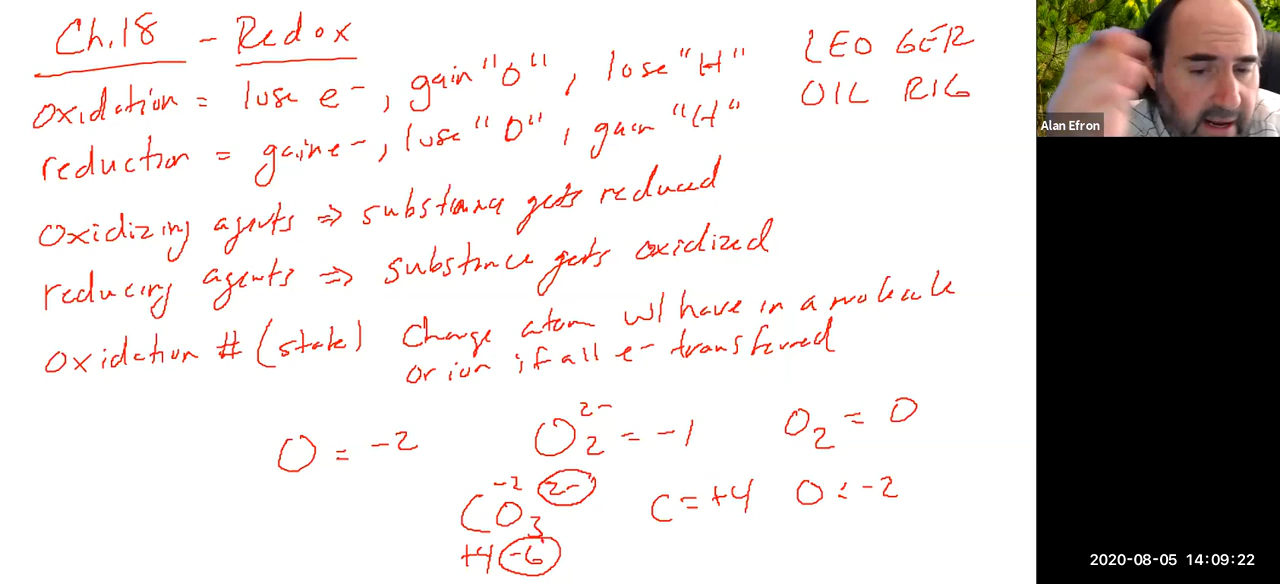 Ch.18 - Redox
LEO GER
oxidation = lose e-, gain "O", lose "H"
OIL RIG
reduction = gain e-, lose "O", gain "H"
oxidizing agents => substance gets reduced
reducing agents => substance gets oxidized
oxidation # (state) Charge atom w/ have in a molecule
or ion if all e- transferred
O = -2 O₂²⁻ = -1 O₂ = 0
-2 2-
CO₃ C = +4 O = -2
+4 -6
Alan Efron
2020-08-05 14:09:22